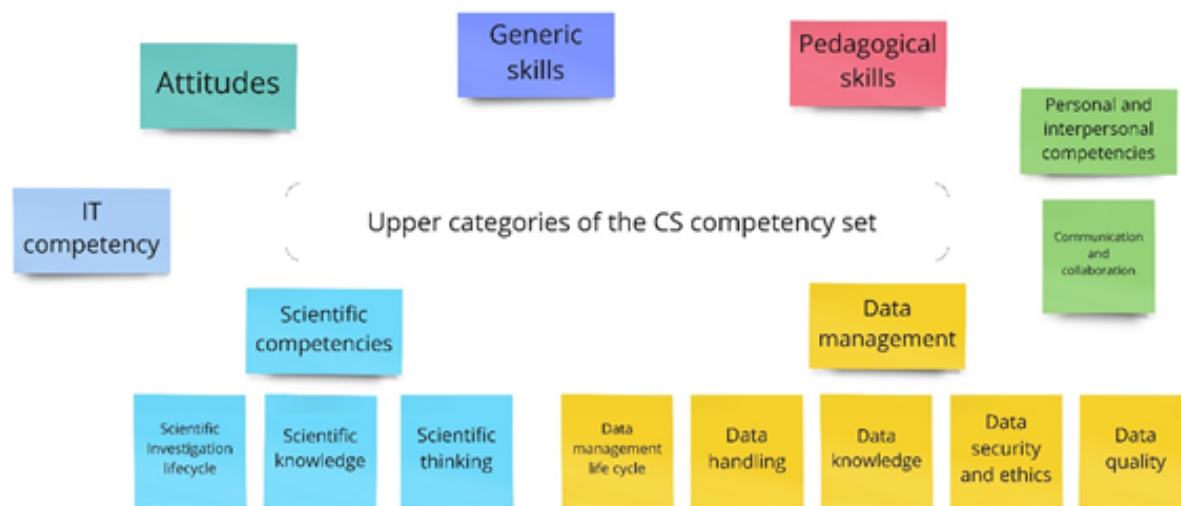 Generic
skills
Pedagogical
skills
Attitudes
Personal and
interpersonal
competencies
IT
competency
Upper categories of the CS competency set
Communication
and
collaboration
Scientific
competencies
Data
management
Scientific
Investigation
lifecycle
Scientific
knowledge
Scientific
thinking
Data
management
life cycle
Data
handling
Data
knowledge
Data
security
and ethics
Data
quality